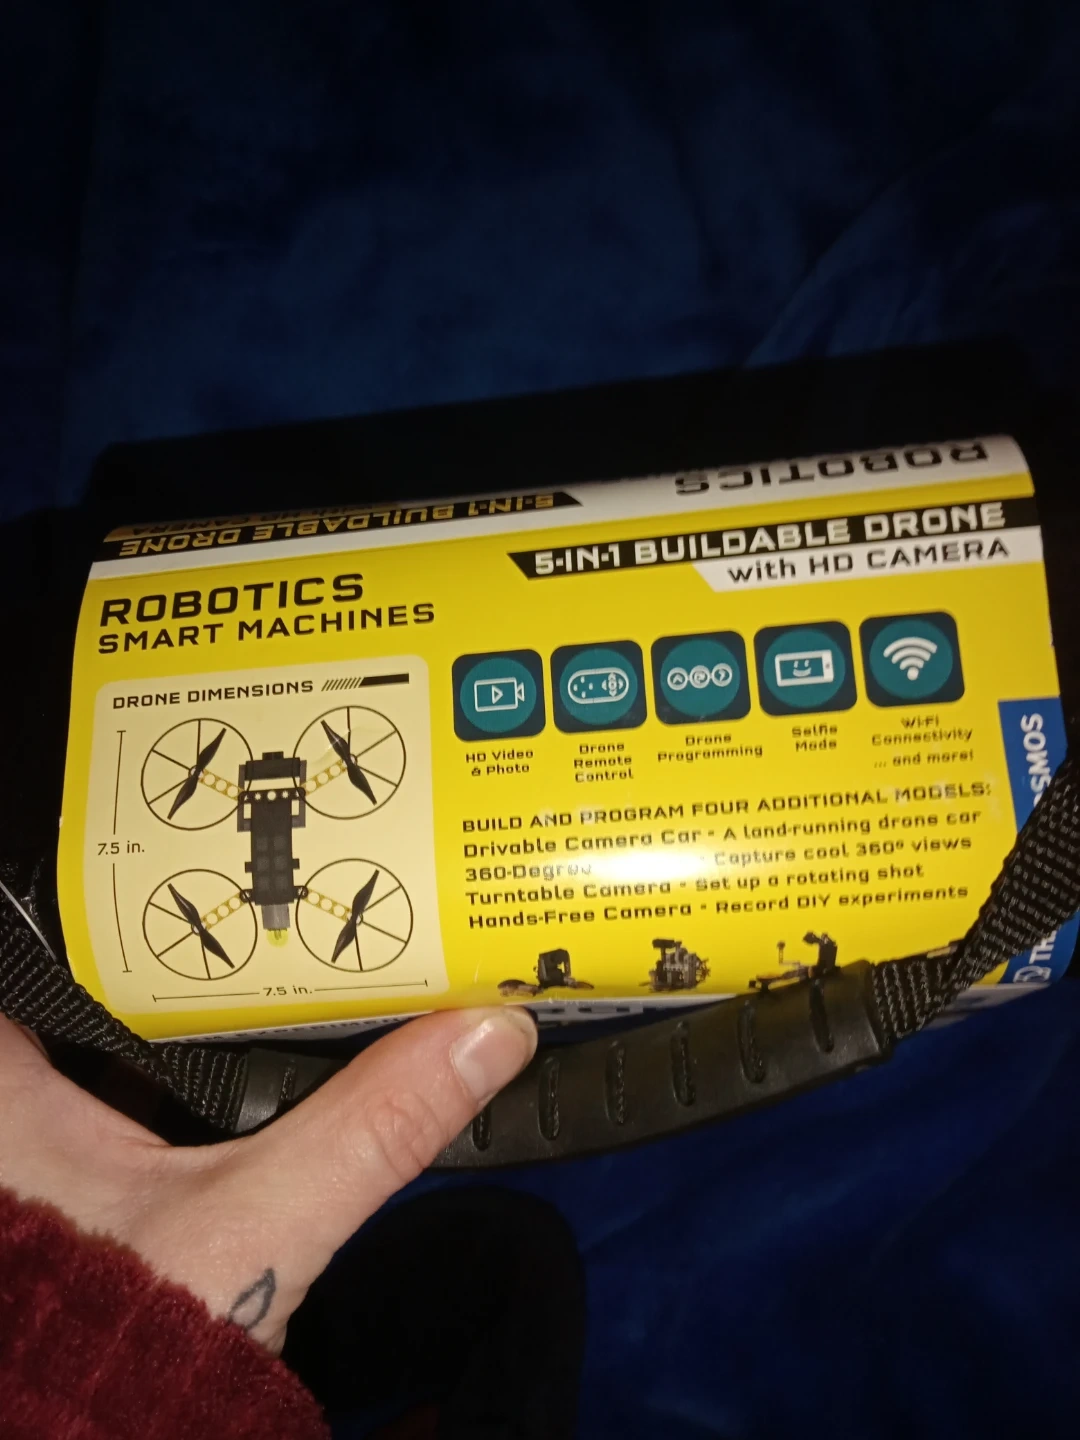 ROBOTICS
5-IN-1 BUILDABLE DRONE
5-IN-1 BUILDABLE DRONE
with HD CAMERA
ROBOTICS
SMART MACHINES
DRONE DIMENSIONS
7.5 in.
7.5 in.
HD Video
& Photo
Drone
Remote
Control
Drone
Programming
Selfie
Mode
Wi-Fi
Connectivity
... and more!
BUILD AND PROGRAM FOUR ADDITIONAL MODELS:
Drivable Camera Car • A land-running drone car
360-Degree • Capture cool 360° views
Turntable Camera • Set up a rotating shot
Hands-Free Camera • Record DIY experiments